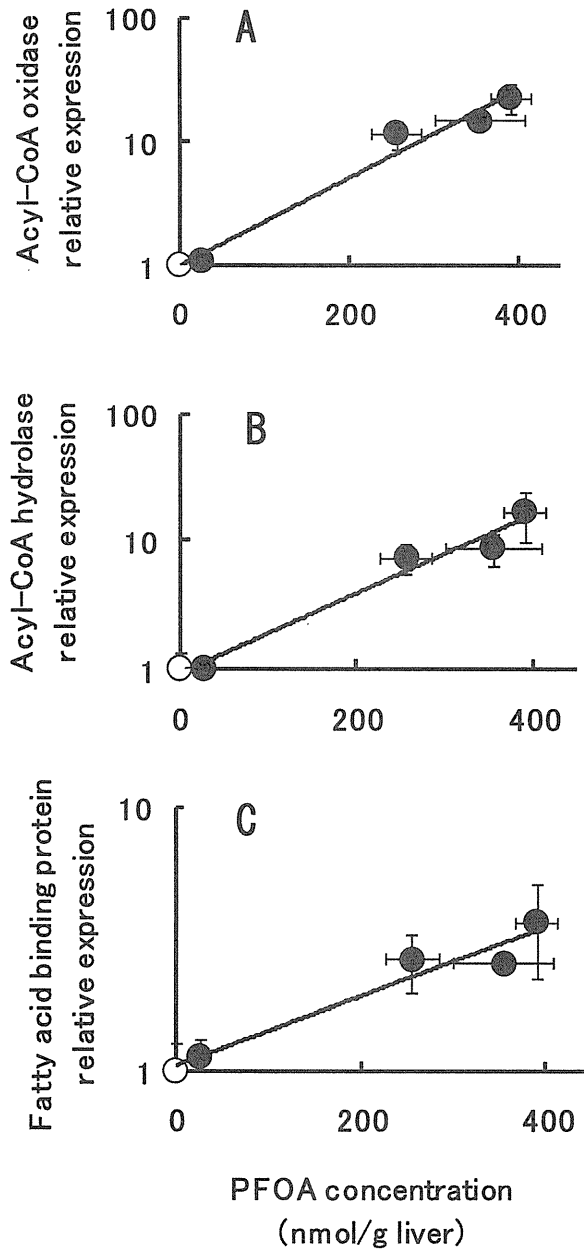 A
Acyl-CoA oxidase
relative expression
100
10
1
0 200 400
B
Acyl-CoA hydrolase
relative expression
100
10
1
0 200 400
C
Fatty acid binding protein
relative expression
10
1
0 200 400
PFOA concentration
(nmol/g liver)